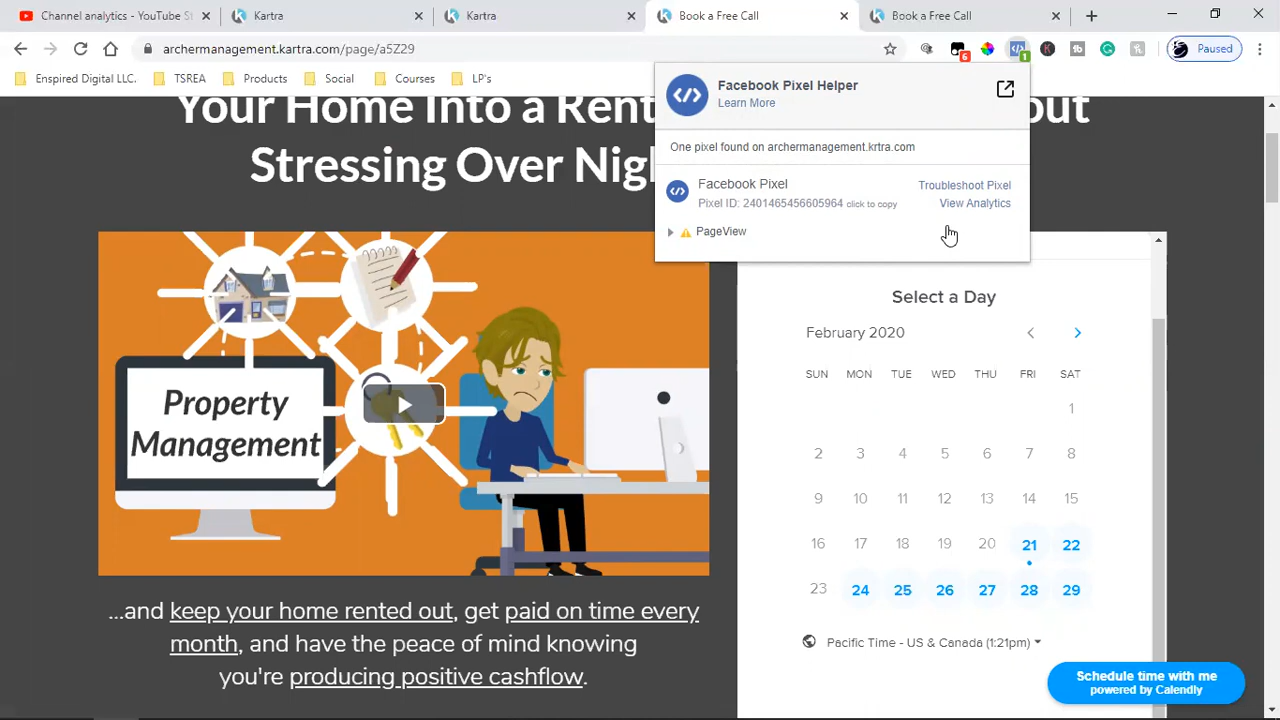 Channel analytics - YouTube St
Kartra
Kartra
Book a Free Call
Book a Free Call
archermanagement.kartra.com/page/a5Z29
6
1
Paused
Enspired Digital LLC.
TSREA
Products
Social
Courses
LP's
Facebook Pixel Helper
Learn More
One pixel found on archermanagement.krtra.com
Facebook Pixel
Troubleshoot Pixel
Pixel ID: 2401465456605964 click to copy
View Analytics
PageView
Your Home Into a Rent
out
Stressing Over Nig
Property
Management
Select a Day
February 2020
SUN MON TUE WED THU FRI SAT
1
2 3 4 5 6 7 8
9 10 11 12 13 14 15
16 17 18 19 20 21 22
23 24 25 26 27 28 29
Pacific Time - US & Canada (1:21pm)
...and keep your home rented out, get paid on time every
month, and have the peace of mind knowing
you're producing positive cashflow.
Schedule time with me
powered by Calendly